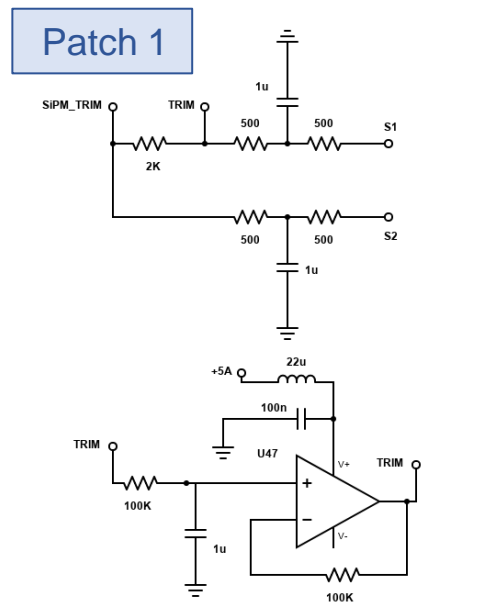 Patch 1
1u
SiPM_TRIM
TRIM
500
500
S1
2K
500
500
S2
1u
22u
+5A
100n
TRIM
U47
V+
TRIM
+
100K
−
V-
1u
100K